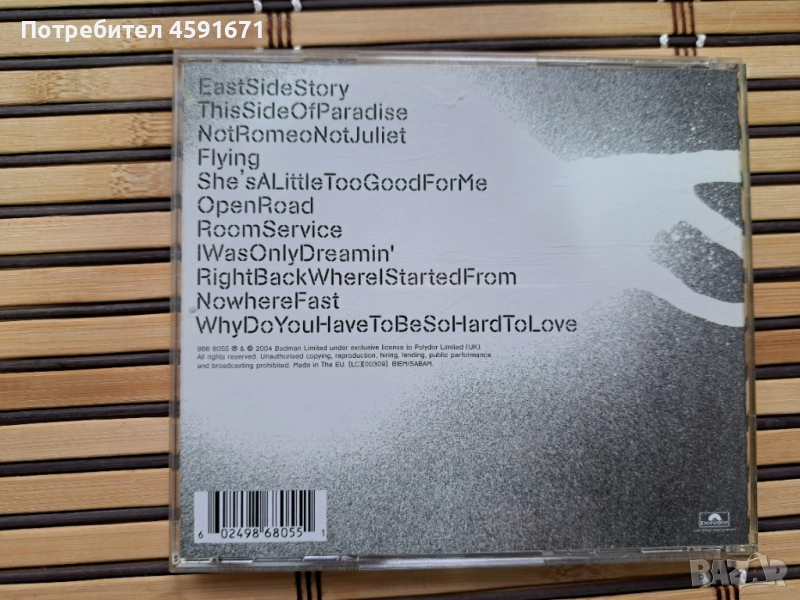 Потребител 4591671
EastSideStory
ThisSideOfParadise
NotRomeoNotJuliet
Flying
She'sALittleTooGoodForMe
OpenRoad
RoomService
IWasOnlyDreamin'
RightBackWhereIStartedFrom
NowhereFast
WhyDoYouHaveToBeSoHardToLove
986 8055 ℗ & © 2004 Badman Limited under exclusive license to Polydor Limited (UK).
All rights reserved. Unauthorised copying, reproduction, hiring, lending, public performance
and broadcasting prohibited. Made in The EU. [LC][00309]. BIEM/SABAM.
6 02498 68055 1
Polydor
BAZAR